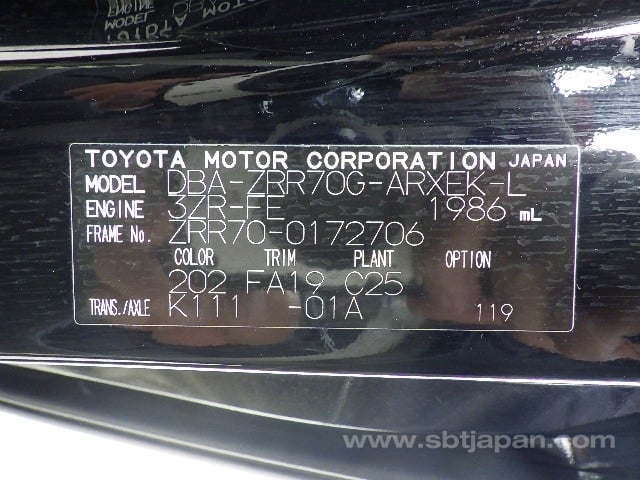 TOYOTA MOTOR CORPORATION JAPAN
MODEL DBA-ZRR70G-ARXEK-L
ENGINE 3ZR-FE 1986 mL
FRAME No. ZRR70-0172706
COLOR TRIM PLANT OPTION
202 FA19 C25
TRANS./AXLE K111 -01A 119
www.sbtjapan.com